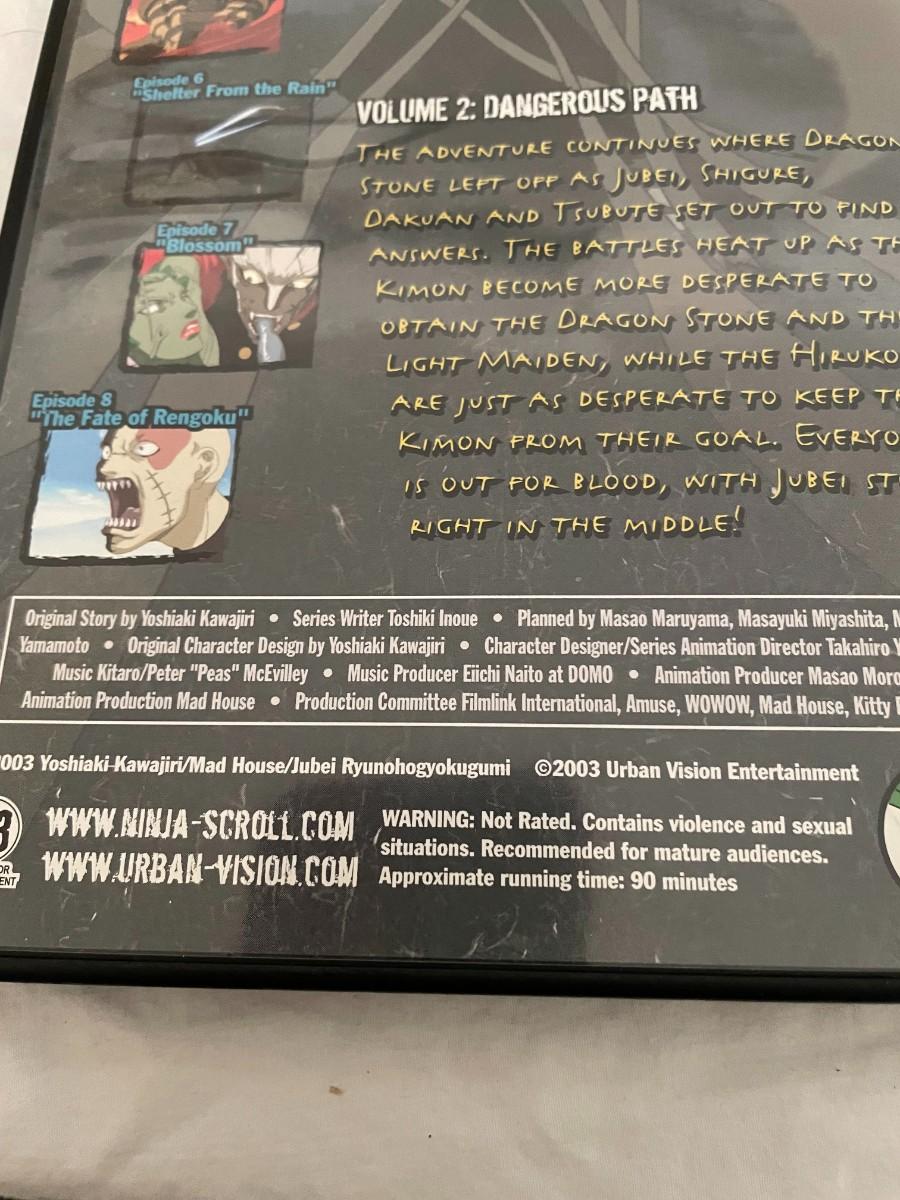 Episode 6
"Shelter From the Rain"
Episode 7
"Blossom"
Episode 8
"The Fate of Rengoku"
VOLUME 2: DANGEROUS PATH
THE ADVENTURE CONTINUES WHERE DRAGON
STONE LEFT OFF AS JUBEI, SHIGURE,
DAKUAN AND TSUBUTE SET OUT TO FIND
ANSWERS. THE BATTLES HEAT UP AS
KIMON BECOME MORE DESPERATE TO
OBTAIN THE DRAGON STONE AND
LIGHT MAIDEN, WHILE THE HIRUKO
ARE JUST AS DESPERATE TO KEEP
KIMON FROM THEIR GOAL.
IS OUT FOR BLOOD, WITH JUBEI
RIGHT IN THE MIDDLE!
Original Story by Yoshiaki Kawajiri • Series Writer Toshiki Inoue • Planned by Masao Maruyama, Masayuki Miyashita,
Yamamoto • Original Character Design by Yoshiaki Kawajiri • Character Designer/Series Animation Director Takahiro
Music Kitaro/Peter "Peas" McEvilley • Music Producer Eiichi Naito at DOMO • Animation Producer Masao
Animation Production Mad House • Production Committee Filmlink International, Amuse, WOWOW, Mad House, Kitty
2003 Yoshiaki Kawajiri/Mad House/Jubei Ryunohogyokugumi ©2003 Urban Vision Entertainment
WWW.NINJA-SCROLL.COM
WWW.URBAN-VISION.COM
WARNING: Not Rated. Contains violence and sexual
situations. Recommended for mature audiences.
Approximate running time: 90 minutes